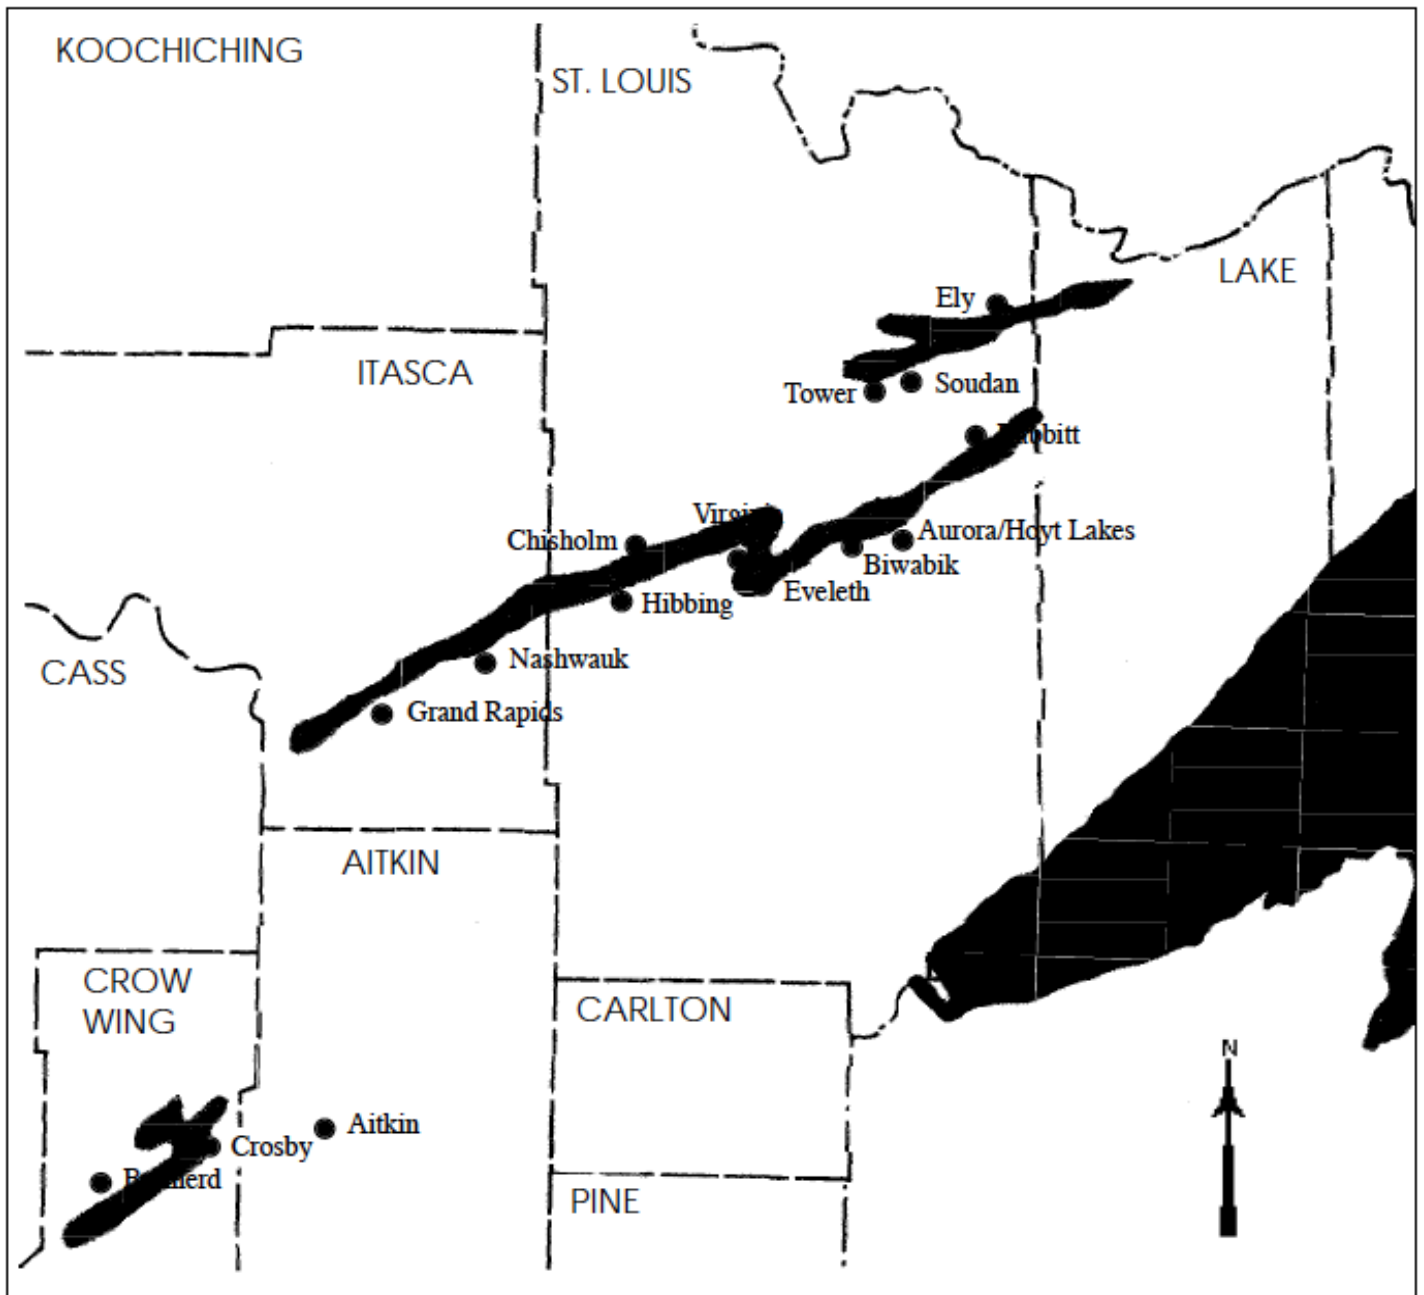 KOOCHICHING
ST. LOUIS
LAKE
Ely
ITASCA
Tower
Soudan
Chisholm
Aurora/Hoyt Lakes
Biwabik
Eveleth
Hibbing
Nashwauk
CASS
Grand Rapids
AITKIN
CROW
WING
CARLTON
N
Aitkin
Crosby
PINE